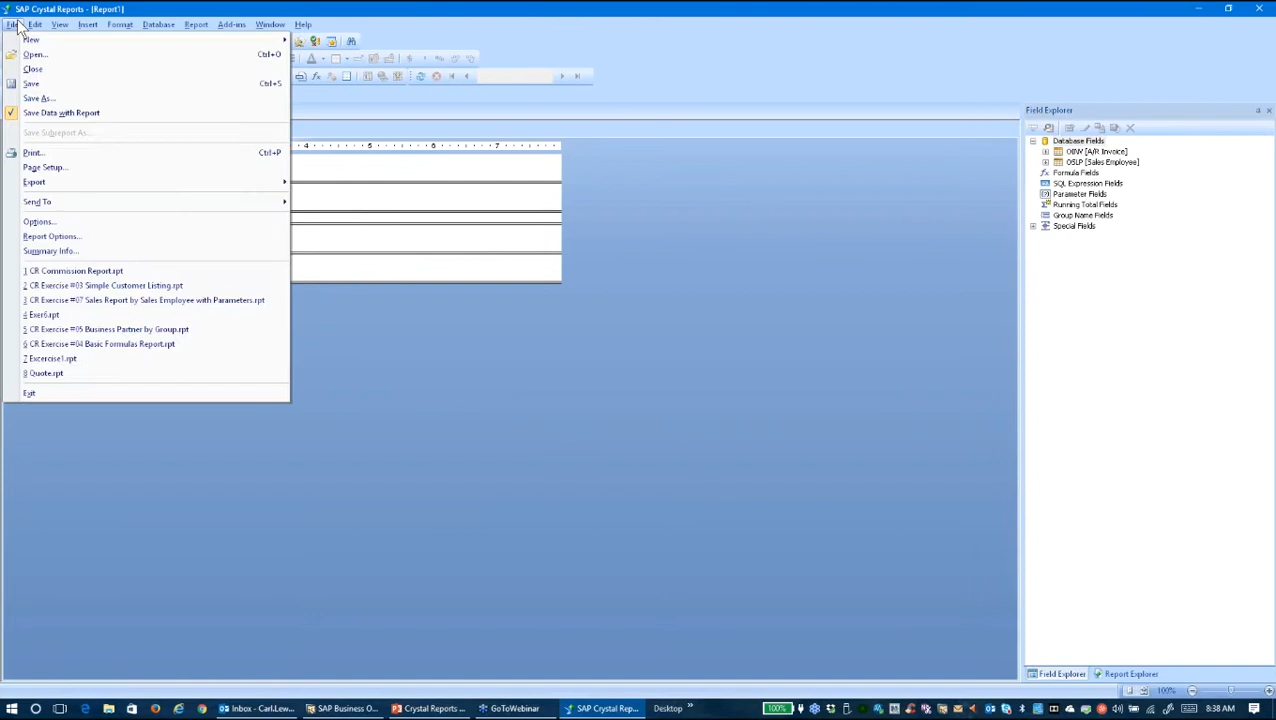 SAP Crystal Reports - [Report1]
File Edit View Insert Format Database Report Add-ins Window Help
New
Open... Ctrl+O
Close
Save Ctrl+S
Save As...
Save Data with Report
Save Subreport As...
Print... Ctrl+P
Page Setup...
Export
Send To
Options...
Report Options...
Summary Info...
1 CR Commission Report.rpt
2 CR Exercise #03 Simple Customer Listing.rpt
3 CR Exercise #07 Sales Report by Sales Employee with Parameters.rpt
4 Exer6.rpt
5 CR Exercise #05 Business Partner by Group.rpt
6 CR Exercise #04 Basic Formulas Report.rpt
7 Excercise1.rpt
8 Quote.rpt
Exit
4 5 6 7
Field Explorer
Database Fields
OINV [A/R Invoice]
OSLP [Sales Employee]
Formula Fields
SQL Expression Fields
Parameter Fields
Running Total Fields
Group Name Fields
Special Fields
Field Explorer Report Explorer
100%
Inbox - Carl.Lew... SAP Business O... Crystal Reports ... GoToWebinar SAP Crystal Rep... Desktop 100% 8:38 AM